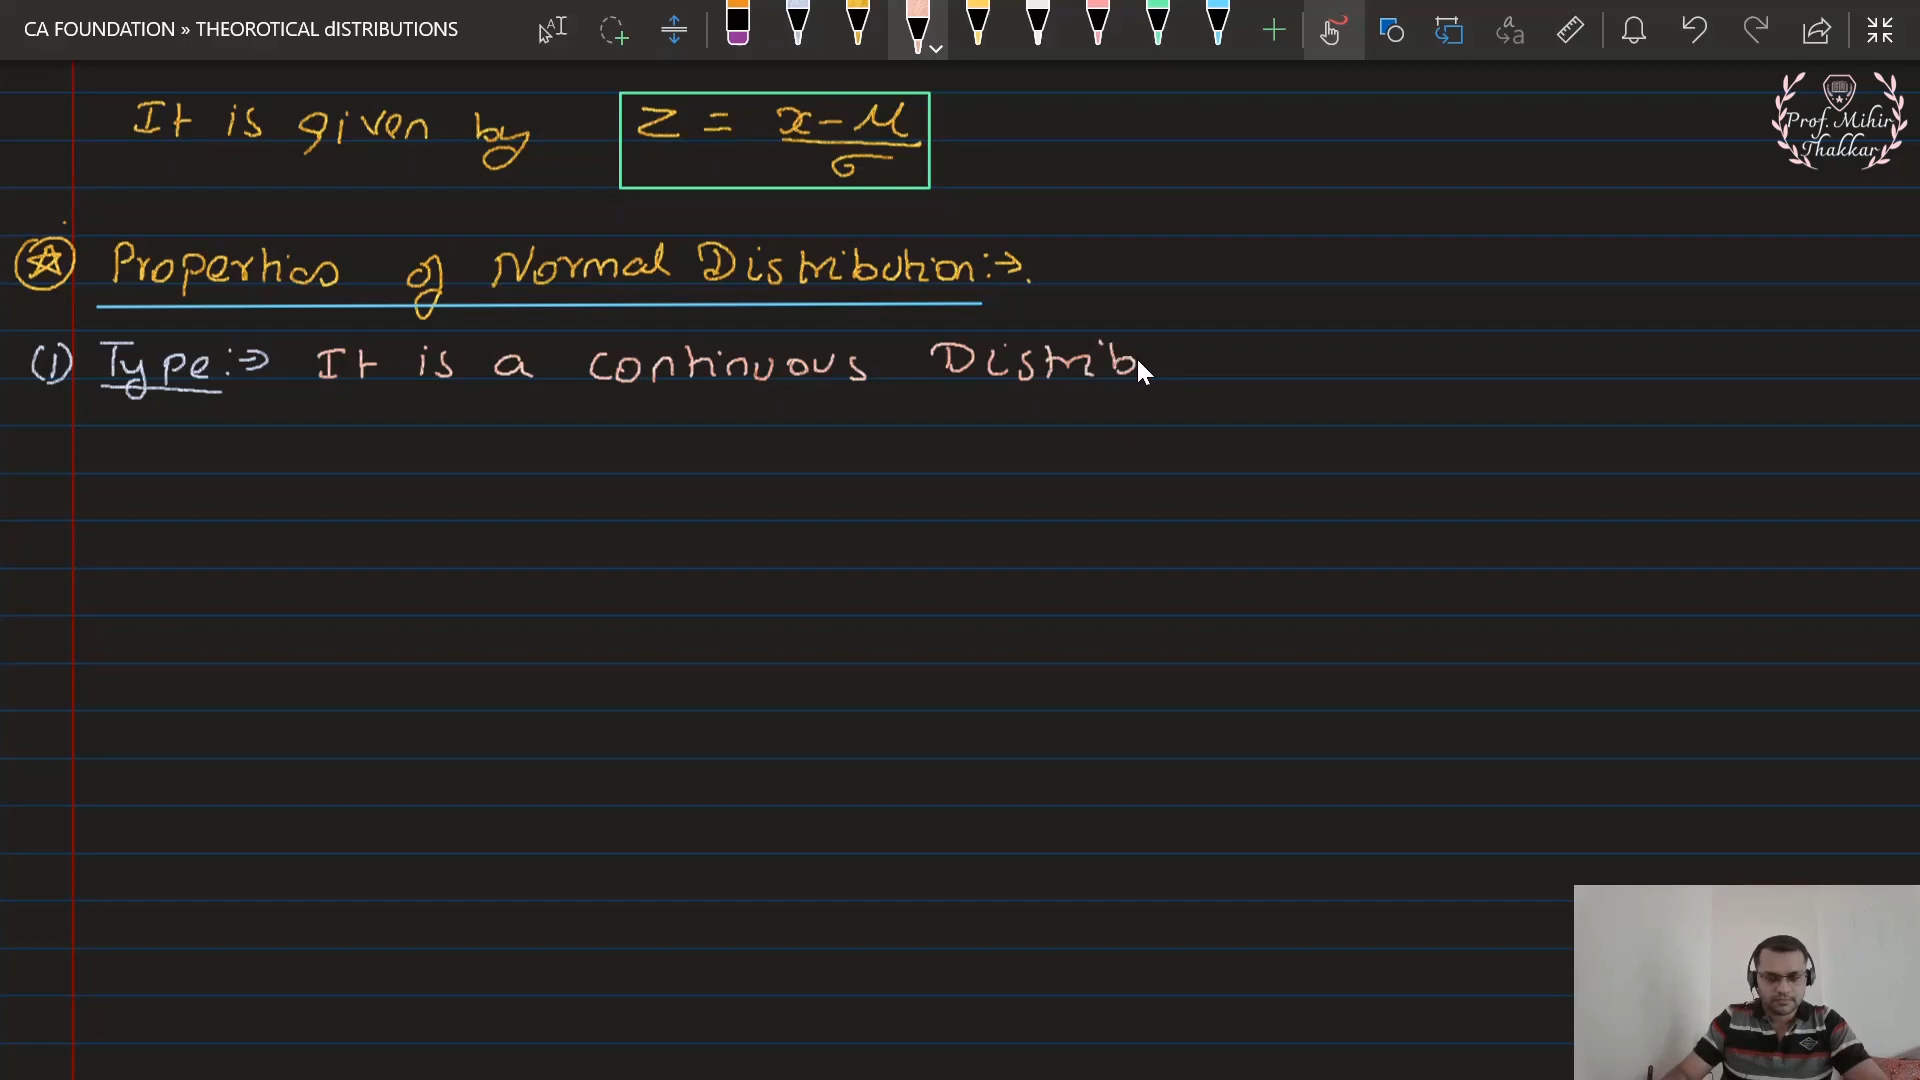 CA FOUNDATION » THEOROTICAL dISTRIBUTIONS
It is given by Z = x-μ / σ
Prof. Mihir
Thakkar
Properties of Normal Distribution:→.
(1) Type:→ It is a continuous Distrib